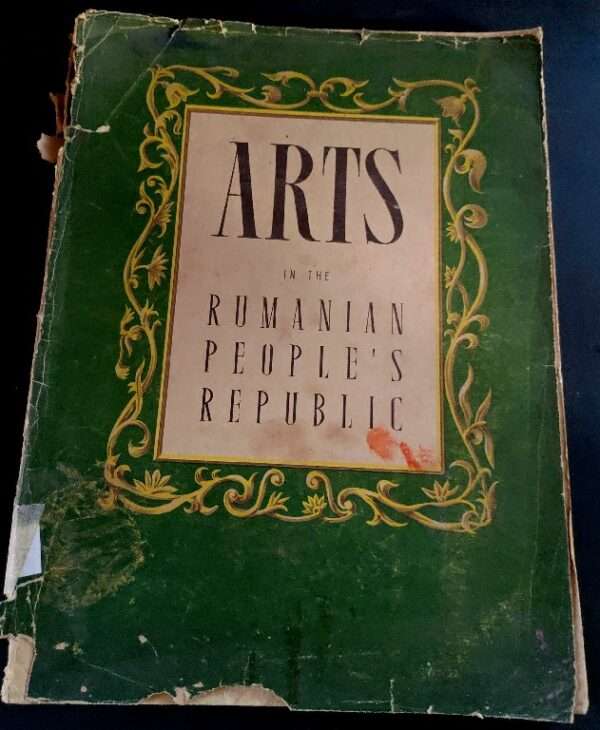 ARTS
IN THE
RUMANIAN
PEOPLE'S
REPUBLIC